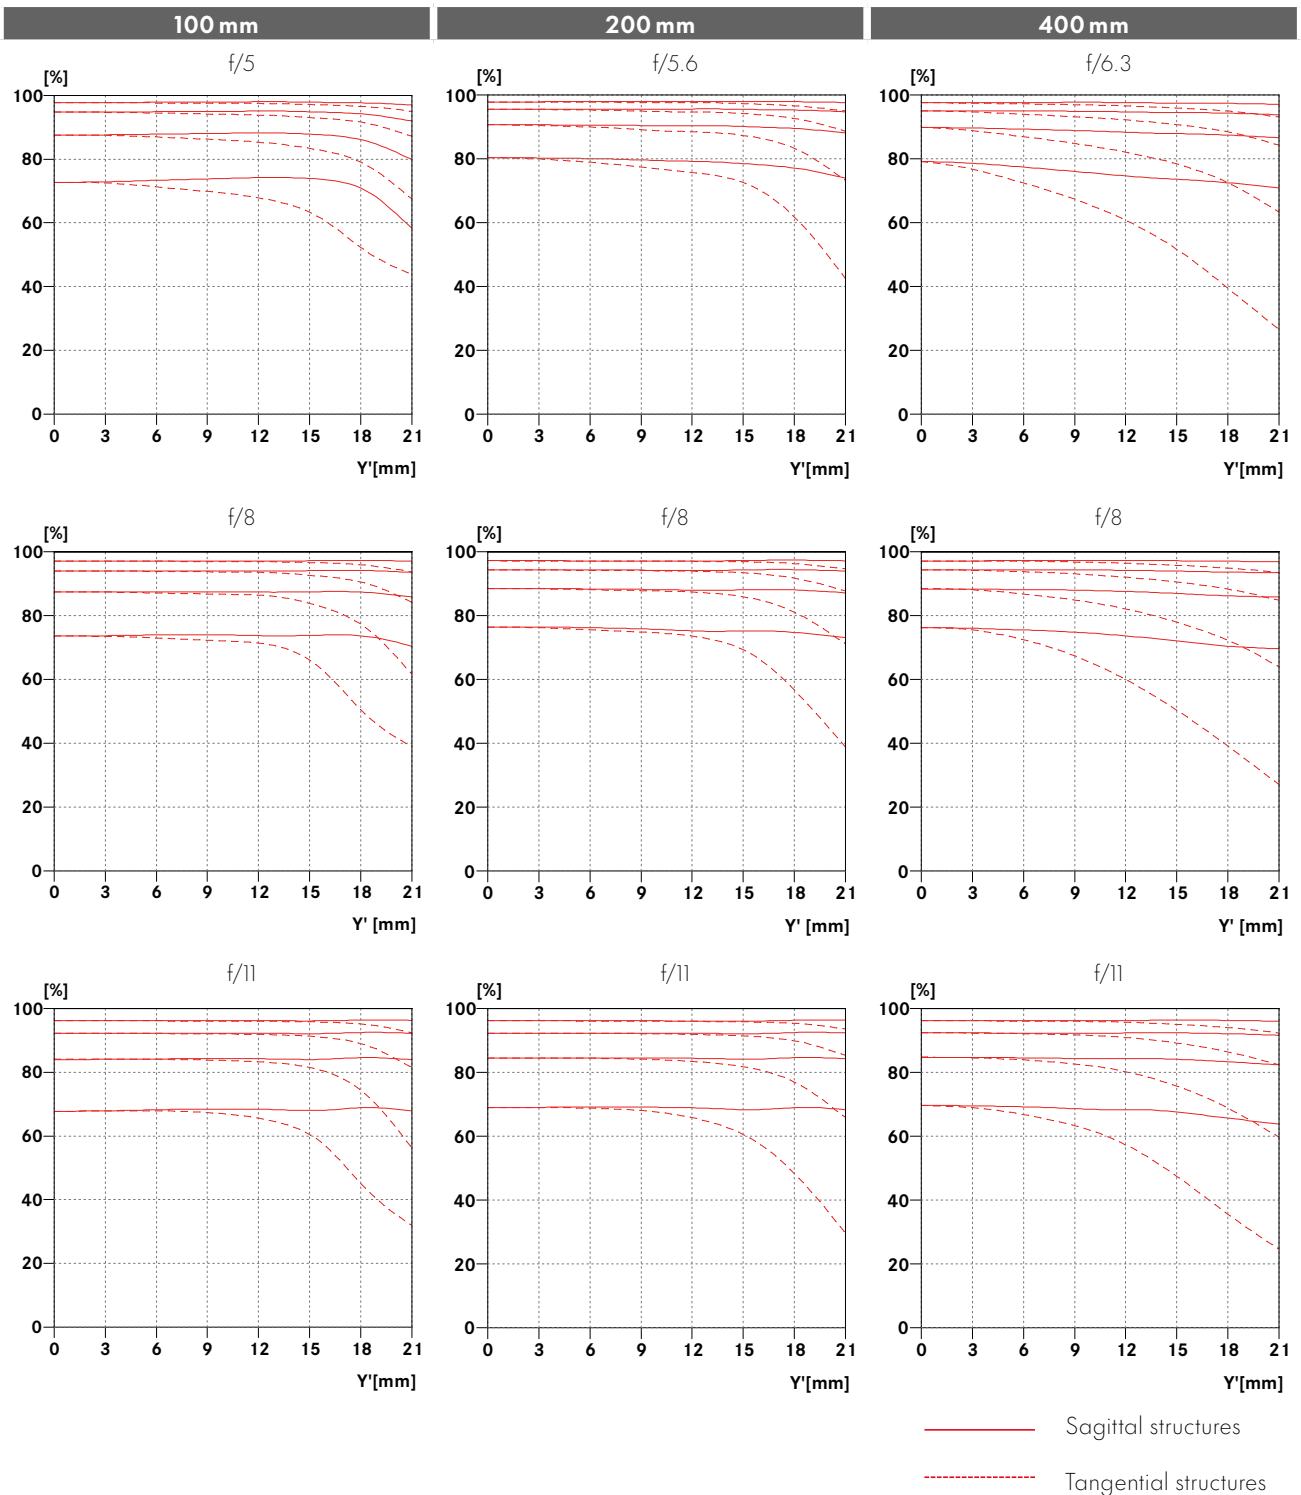 100 mm 200 mm 400 mm
f/5 f/5.6 f/6.3
[%] [%] [%]
100 100 100
80 80 80
60 60 60
40 40 40
20 20 20
0 0 0
0 3 6 9 12 15 18 21 0 3 6 9 12 15 18 21 0 3 6 9 12 15 18 21
Y'[mm] Y'[mm] Y'[mm]
f/8 f/8 f/8
[%] [%] [%]
100 100 100
80 80 80
60 60 60
40 40 40
20 20 20
0 0 0
0 3 6 9 12 15 18 21 0 3 6 9 12 15 18 21 0 3 6 9 12 15 18 21
Y' [mm] Y' [mm] Y' [mm]
f/11 f/11 f/11
[%] [%] [%]
100 100 100
80 80 80
60 60 60
40 40 40
20 20 20
0 0 0
0 3 6 9 12 15 18 21 0 3 6 9 12 15 18 21 0 3 6 9 12 15 18 21
Y'[mm] Y'[mm] Y'[mm]
Sagittal structures
Tangential structures